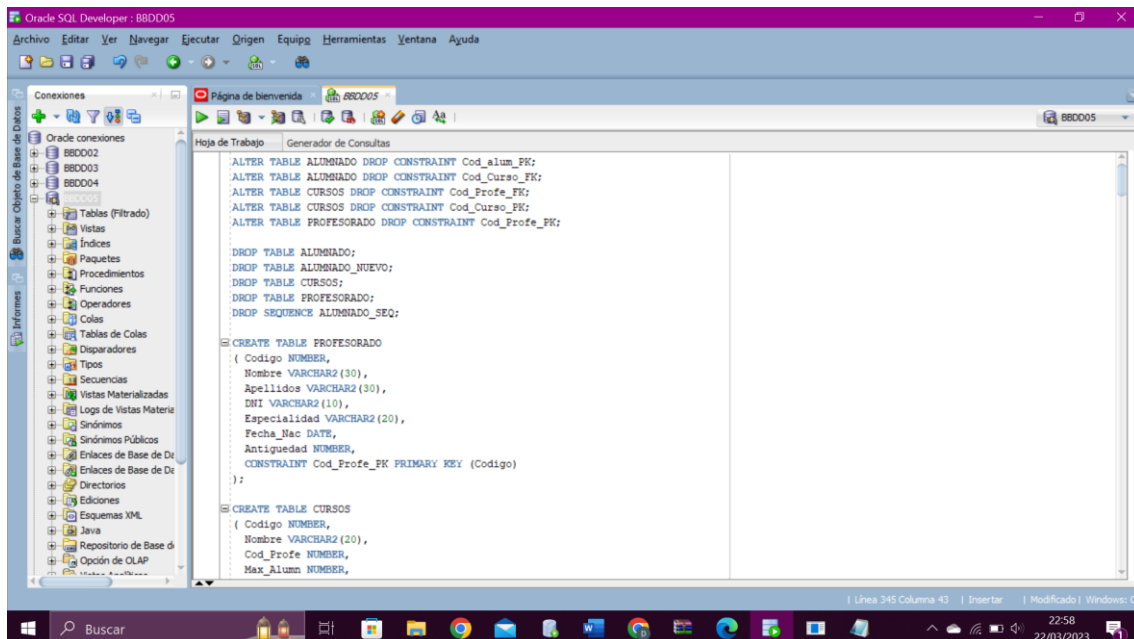 Oracle SQL Developer : BBDD05
Archivo Editar Ver Navegar Ejecutar Origen Equipo Herramientas Ventana Ayuda
Buscar Objeto de Base de Datos
Informes
Conexiones
Oracle conexiones
BBDD02
BBDD03
BBDD04
BBDD05
Tablas (Filtrado)
Vistas
Índices
Paquetes
Procedimientos
Funciones
Operadores
Colas
Tablas de Colas
Disparadores
Tipos
Secuencias
Vistas Materializadas
Logs de Vistas Materia
Sinónimos
Sinónimos Públicos
Enlaces de Base de Da
Enlaces de Base de Da
Directorios
Ediciones
Esquemas XML
Java
Repositorio de Base d
Opción de OLAP
Página de bienvenida
BBDD05
BBDD05
Hoja de Trabajo Generador de Consultas
ALTER TABLE ALUMNADO DROP CONSTRAINT Cod_alum_PK;
ALTER TABLE ALUMNADO DROP CONSTRAINT Cod_Curso_FK;
ALTER TABLE CURSOS DROP CONSTRAINT Cod_Profe_FK;
ALTER TABLE CURSOS DROP CONSTRAINT Cod_Curso_PK;
ALTER TABLE PROFESORADO DROP CONSTRAINT Cod_Profe_PK;
DROP TABLE ALUMNADO;
DROP TABLE ALUMNADO_NUEVO;
DROP TABLE CURSOS;
DROP TABLE PROFESORADO;
DROP SEQUENCE ALUMNADO_SEQ;
CREATE TABLE PROFESORADO
( Codigo NUMBER,
Nombre VARCHAR2(30),
Apellidos VARCHAR2(30),
DNI VARCHAR2(10),
Especialidad VARCHAR2(20),
Fecha_Nac DATE,
Antiguedad NUMBER,
CONSTRAINT Cod_Profe_PK PRIMARY KEY (Codigo)
);
CREATE TABLE CURSOS
( Codigo NUMBER,
Nombre VARCHAR2(20),
Cod_Profe NUMBER,
Max_Alumn NUMBER,
| Línea 345 Columna 43 | Insertar | Modificado | Windows: C
Buscar
22:58
22/03/2023